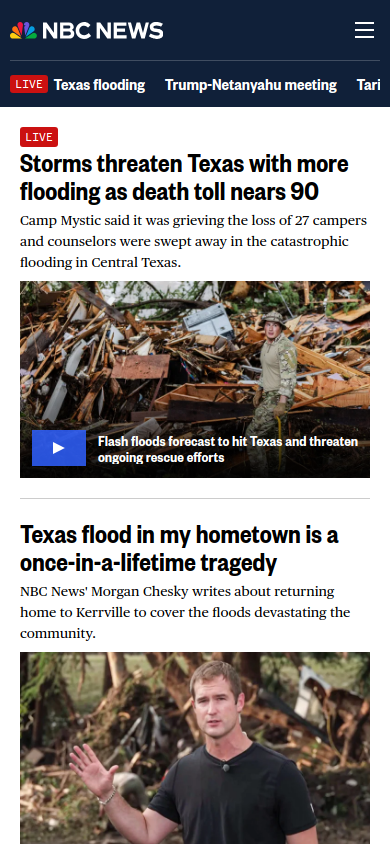 NBC NEWS
LIVE Texas flooding Trump-Netanyahu meeting Tari
LIVE
Storms threaten Texas with more
flooding as death toll nears 90
Camp Mystic said it was grieving the loss of 27 campers
and counselors were swept away in the catastrophic
flooding in Central Texas.
Flash floods forecast to hit Texas and threaten
ongoing rescue efforts
Texas flood in my hometown is a
once-in-a-lifetime tragedy
NBC News' Morgan Chesky writes about returning
home to Kerrville to cover the floods devastating the
community.